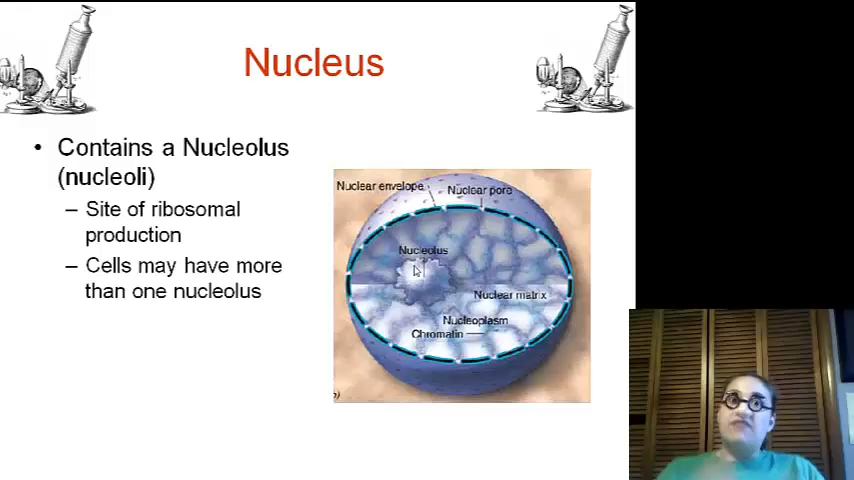 Nucleus
• Contains a Nucleolus
(nucleoli)
– Site of ribosomal
production
– Cells may have more
than one nucleolus
Nuclear envelope
Nuclear pore
Nucleolus
Nuclear matrix
Nucleoplasm
Chromatin